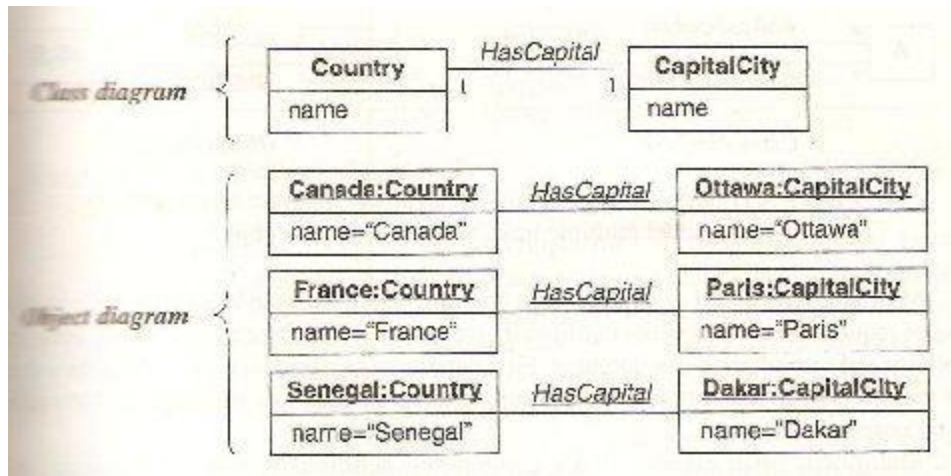 HasCapital
Country CapitalCity
1 1
Class diagram
name name
Canada:Country HasCapital Ottawa:CapitalCity
name="Canada" name="Ottawa"
France:Country HasCapital Paris:CapitalCity
Object diagram
name="France" name="Paris"
Senegal:Country HasCapital Dakar:CapitalCity
name="Senegal" name="Dakar"